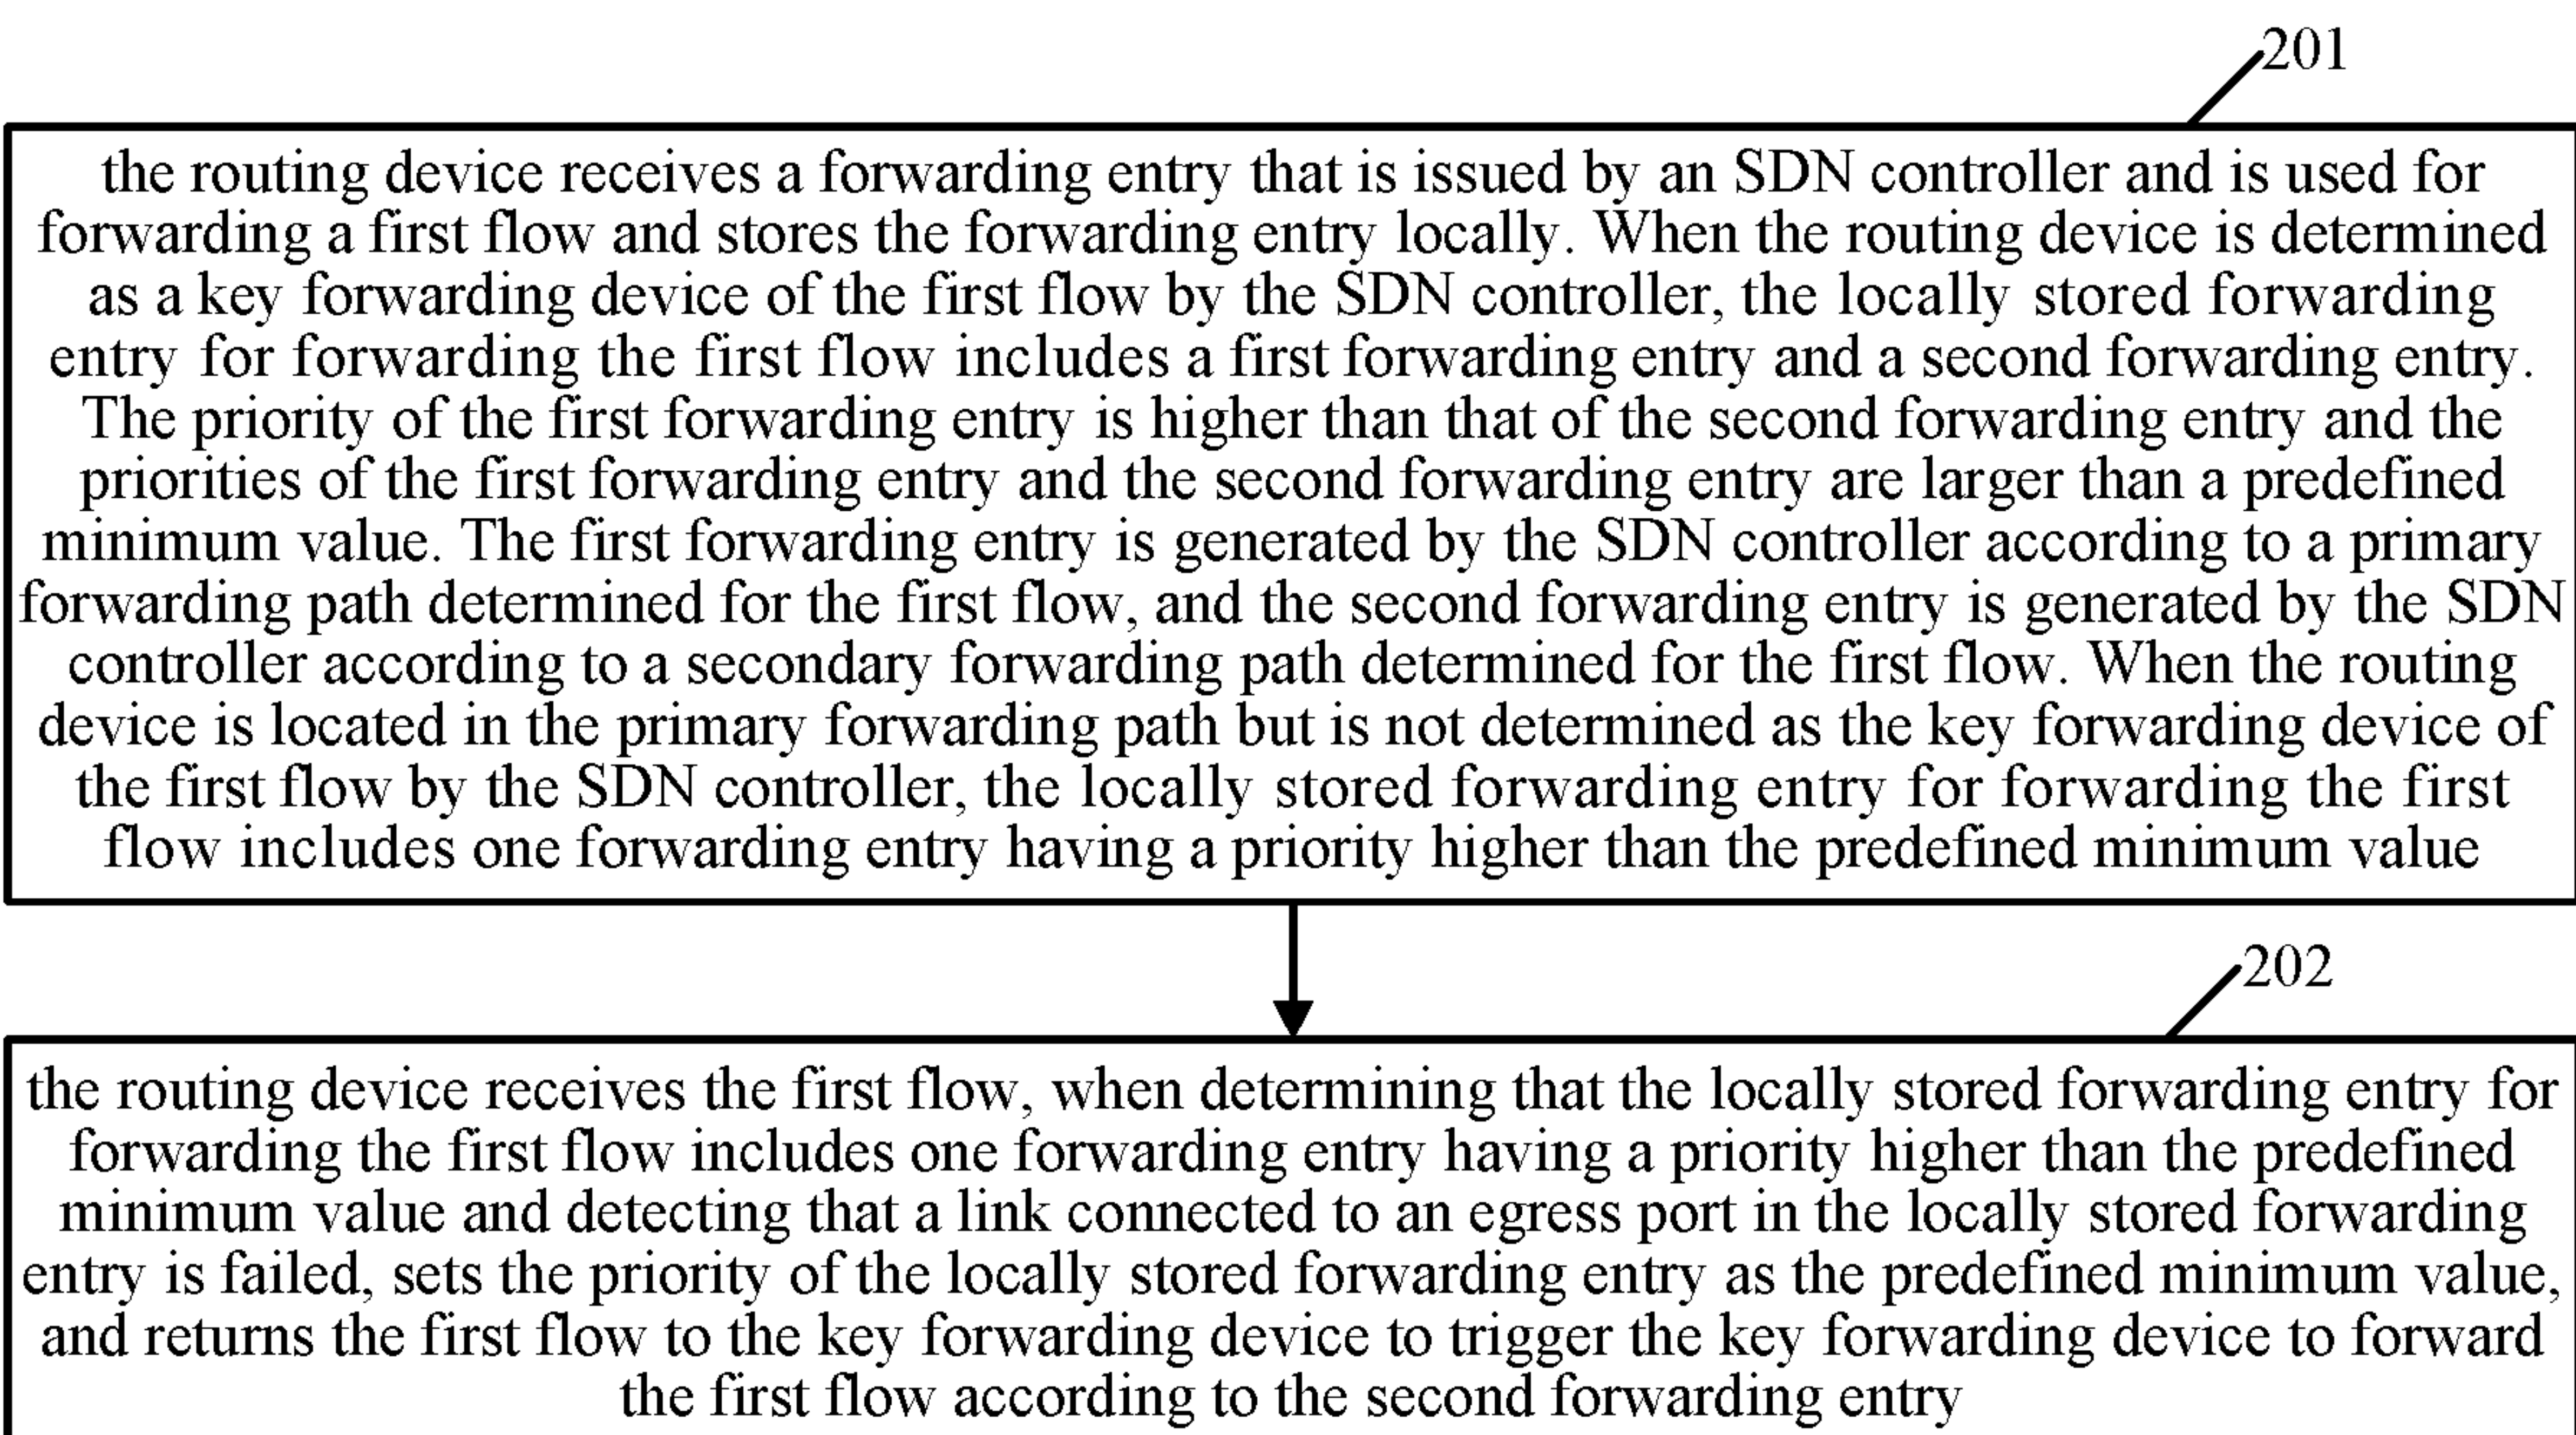 201
the routing device receives a forwarding entry that is issued by an SDN controller and is used for
forwarding a first flow and stores the forwarding entry locally. When the routing device is determined
as a key forwarding device of the first flow by the SDN controller, the locally stored forwarding
entry for forwarding the first flow includes a first forwarding entry and a second forwarding entry.
The priority of the first forwarding entry is higher than that of the second forwarding entry and the
priorities of the first forwarding entry and the second forwarding entry are larger than a predefined
minimum value. The first forwarding entry is generated by the SDN controller according to a primary
forwarding path determined for the first flow, and the second forwarding entry is generated by the SDN
controller according to a secondary forwarding path determined for the first flow. When the routing
device is located in the primary forwarding path but is not determined as the key forwarding device of
the first flow by the SDN controller, the locally stored forwarding entry for forwarding the first
flow includes one forwarding entry having a priority higher than the predefined minimum value
202
the routing device receives the first flow, when determining that the locally stored forwarding entry for
forwarding the first flow includes one forwarding entry having a priority higher than the predefined
minimum value and detecting that a link connected to an egress port in the locally stored forwarding
entry is failed, sets the priority of the locally stored forwarding entry as the predefined minimum value,
and returns the first flow to the key forwarding device to trigger the key forwarding device to forward
the first flow according to the second forwarding entry